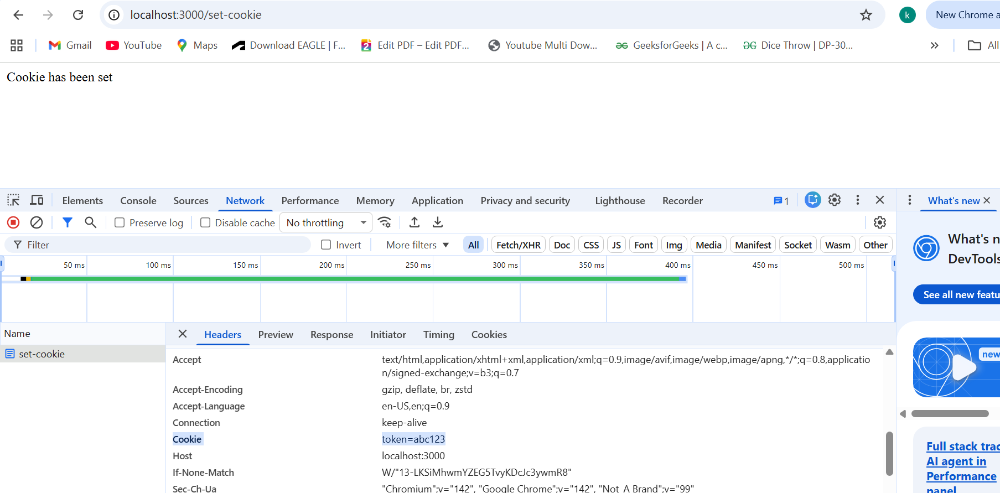 localhost:3000/set-cookie
k
New Chrome a
Gmail
YouTube
Maps
Download EAGLE | F...
Edit PDF – Edit PDF...
Youtube Multi Dow...
GeeksforGeeks | A c...
Dice Throw | DP-30...
»
All
Cookie has been set
Elements Console Sources Network Performance Memory Application Privacy and security Lighthouse Recorder 1
What's new
Preserve log Disable cache No throttling
Filter Invert More filters All Fetch/XHR Doc CSS JS Font Img Media Manifest Socket Wasm Other
50 ms 100 ms 150 ms 200 ms 250 ms 300 ms 350 ms 400 ms 450 ms 500 ms
What's n
DevTools
See all new featu
new
Full stack trac
AI agent in
Performance
panel
Name
set-cookie
Headers Preview Response Initiator Timing Cookies
Accept text/html,application/xhtml+xml,application/xml;q=0.9,image/avif,image/webp,image/apng,*/*;q=0.8,applicatio
n/signed-exchange;v=b3;q=0.7
Accept-Encoding gzip, deflate, br, zstd
Accept-Language en-US,en;q=0.9
Connection keep-alive
Cookie token=abc123
Host localhost:3000
If-None-Match W/"13-LKSiMhwmYZEG5TvyKDcJc3ywmR8"
Sec-Ch-Ua "Chromium";v="142", "Google Chrome";v="142", "Not_A Brand";v="99"